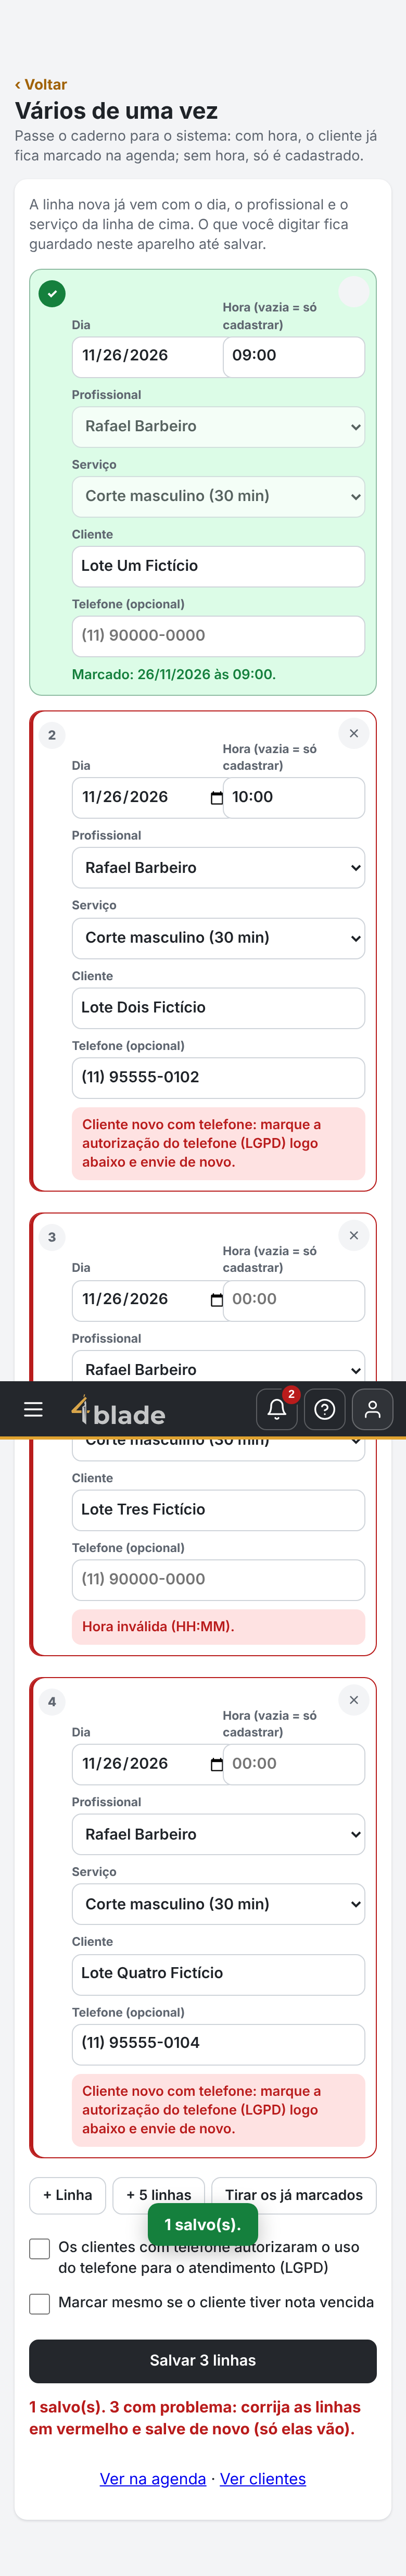 ‹ Voltar
Vários de uma vez
Passe o caderno para o sistema: com hora, o cliente já
fica marcado na agenda; sem hora, só é cadastrado.
A linha nova já vem com o dia, o profissional e o
serviço da linha de cima. O que você digitar fica
guardado neste aparelho até salvar.
Dia
Hora (vazia = só
cadastrar)
11/26/2026
09:00
Profissional
Rafael Barbeiro
Serviço
Corte masculino (30 min)
Cliente
Lote Um Fictício
Telefone (opcional)
(11) 90000-0000
Marcado: 26/11/2026 às 09:00.
2
×
Dia
Hora (vazia = só
cadastrar)
11/26/2026
10:00
Profissional
Rafael Barbeiro
Serviço
Corte masculino (30 min)
Cliente
Lote Dois Fictício
Telefone (opcional)
(11) 95555-0102
Cliente novo com telefone: marque a
autorização do telefone (LGPD) logo
abaixo e envie de novo.
3
×
Dia
Hora (vazia = só
cadastrar)
11/26/2026
00:00
Profissional
Rafael Barbeiro
4blade
2
Corte masculino (30 min)
Cliente
Lote Tres Fictício
Telefone (opcional)
(11) 90000-0000
Hora inválida (HH:MM).
4
×
Dia
Hora (vazia = só
cadastrar)
11/26/2026
00:00
Profissional
Rafael Barbeiro
Serviço
Corte masculino (30 min)
Cliente
Lote Quatro Fictício
Telefone (opcional)
(11) 95555-0104
Cliente novo com telefone: marque a
autorização do telefone (LGPD) logo
abaixo e envie de novo.
+ Linha
+ 5 linhas
Tirar os já marcados
1 salvo(s).
Os clientes com telefone autorizaram o uso
do telefone para o atendimento (LGPD)
Marcar mesmo se o cliente tiver nota vencida
Salvar 3 linhas
1 salvo(s). 3 com problema: corrija as linhas
em vermelho e salve de novo (só elas vão).
Ver na agenda · Ver clientes